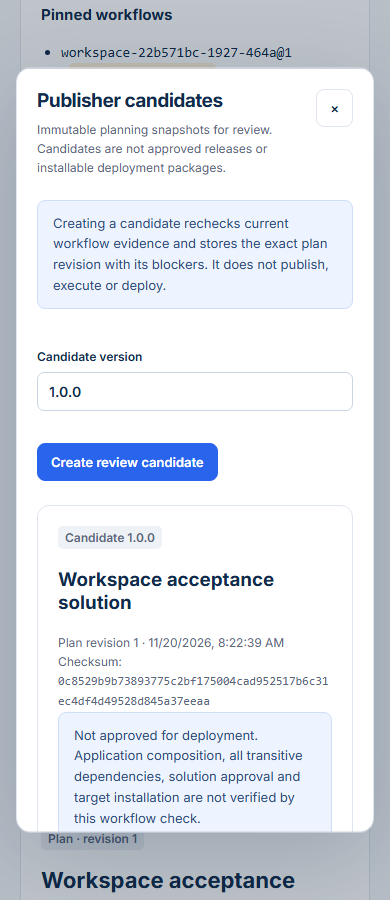 Pinned workflows
workspace-22b571bc-1927-464a@1
Publisher candidates
×
Immutable planning snapshots for review.
Candidates are not approved releases or
installable deployment packages.
Creating a candidate rechecks current
workflow evidence and stores the exact plan
revision with its blockers. It does not publish,
execute or deploy.
Candidate version
1.0.0
Create review candidate
Candidate 1.0.0
Workspace acceptance
solution
Plan revision 1 · 11/20/2026, 8:22:39 AM
Checksum:
0c8529b9b73893775c2bf175004cad952517b6c31
ec4df4d49528d845a37eeaa
Not approved for deployment.
Application composition, all transitive
dependencies, solution approval and
target installation are not verified by
this workflow check.
Plan · revision 1
Workspace acceptance